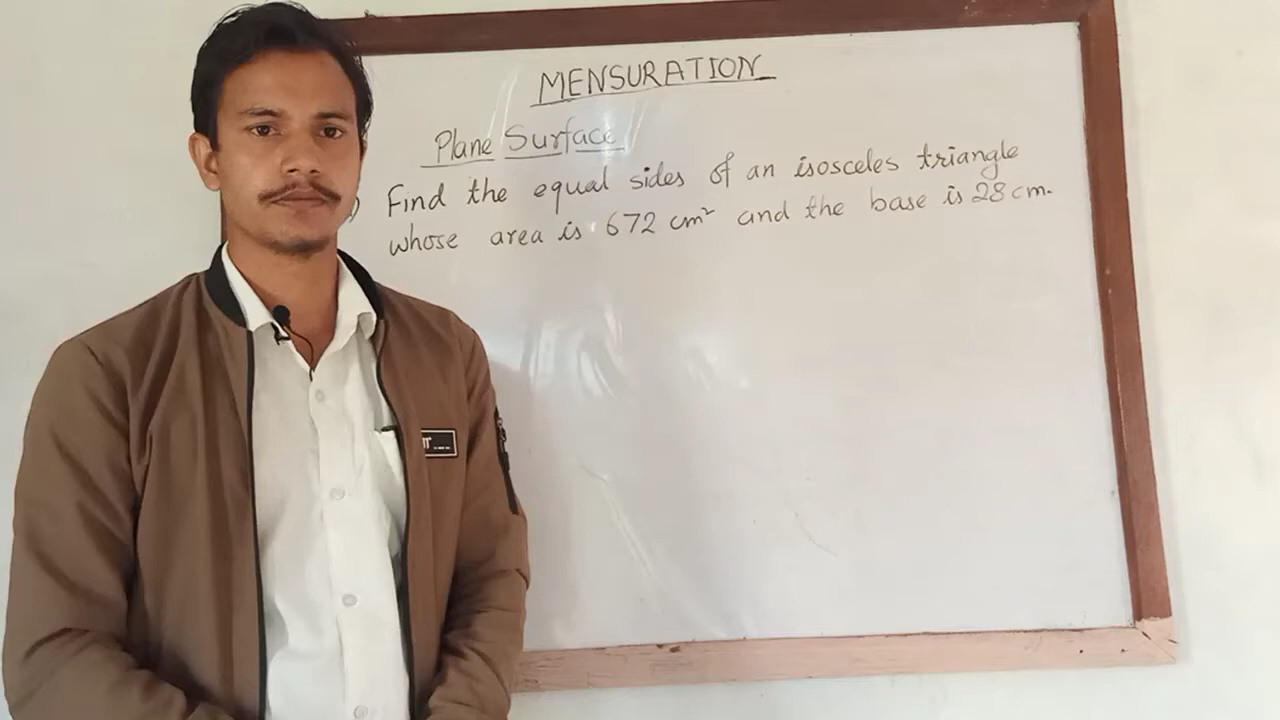 MENSURATION
Plane Surface
) Find the equal sides of an isosceles triangle
whose area is 672 cm² and the base is 28 cm.